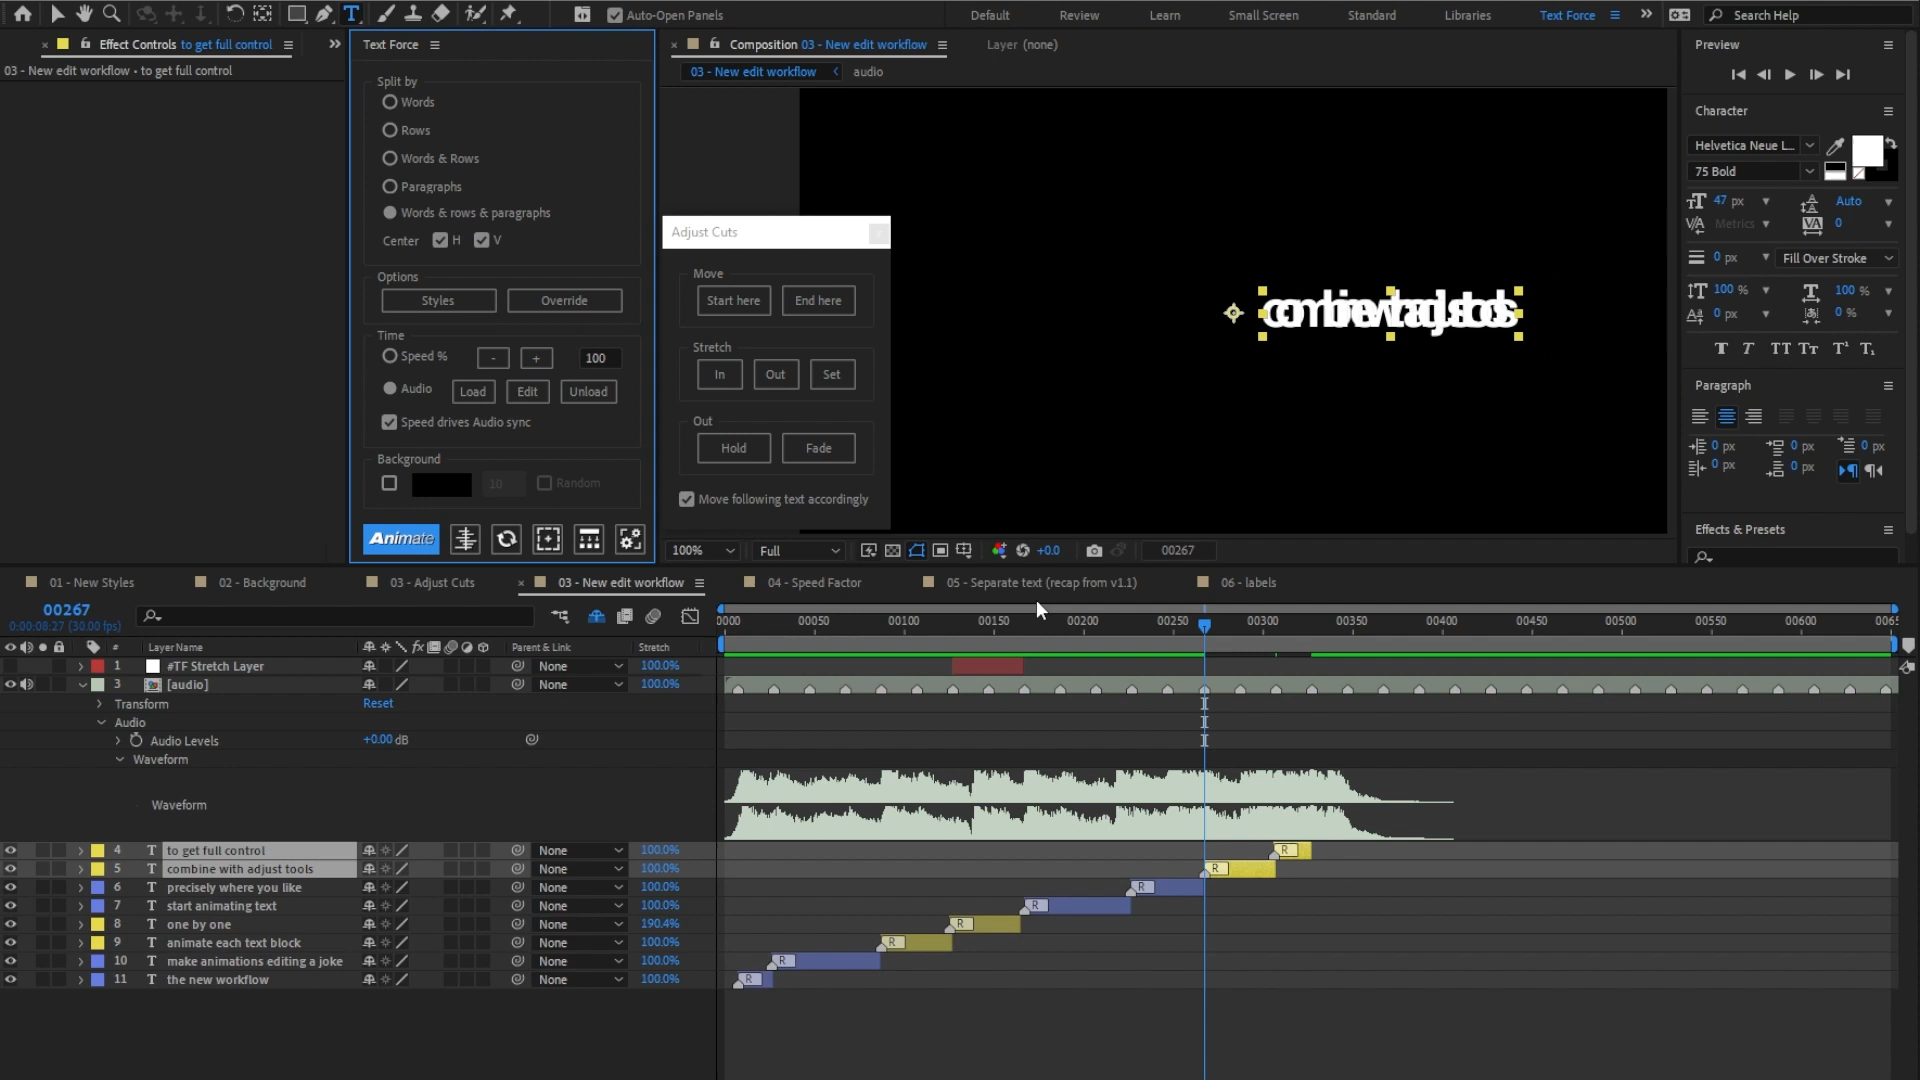 Auto-Open Panels
Default
Review
Learn
Small Screen
Standard
Libraries
Text Force
Search Help
Effect Controls to get full control
03 - New edit workflow • to get full control
Text Force
Split by
Words
Rows
Words & Rows
Paragraphs
Words & rows & paragraphs
Center H V
Options
Styles Override
Time
Speed % - + 100
Audio Load Edit Unload
Speed drives Audio sync
Background
10 Random
Animate
Composition 03 - New edit workflow
Layer (none)
03 - New edit workflow audio
Adjust Cuts
Move
Start here End here
Stretch
In Out Set
Out
Hold Fade
Move following text accordingly
100% Full +0.0 00267
Preview
Character
Helvetica Neue L...
75 Bold
47 px Auto
Metrics 0
0 px Fill Over Stroke
100 % 100 %
0 px 0 %
T T TT Tr T¹ T₁
Paragraph
0 px 0 px 0 px
0 px 0 px
Effects & Presets
01 - New Styles
02 - Background
03 - Adjust Cuts
03 - New edit workflow
04 - Speed Factor
05 - Separate text (recap from v1.1)
06 - labels
00267
0:00:08:27 (30.00 fps)
0000 00050 00100 00150 00200 00250 00300 00350 00400 00450 00500 00550 00600 0065
# Layer Name fx Parent & Link Stretch
1 #TF Stretch Layer None 100.0%
3 [audio] None 100.0%
Transform Reset
Audio
Audio Levels +0.00 dB
Waveform
Waveform
4 T to get full control None 100.0% R
5 T combine with adjust tools None 100.0% R
6 T precisely where you like None 100.0% R
7 T start animating text None 100.0% R
8 T one by one None 190.4% R
9 T animate each text block None 100.0% R
10 T make animations editing a joke None 100.0% R
11 T the new workflow None 100.0% R